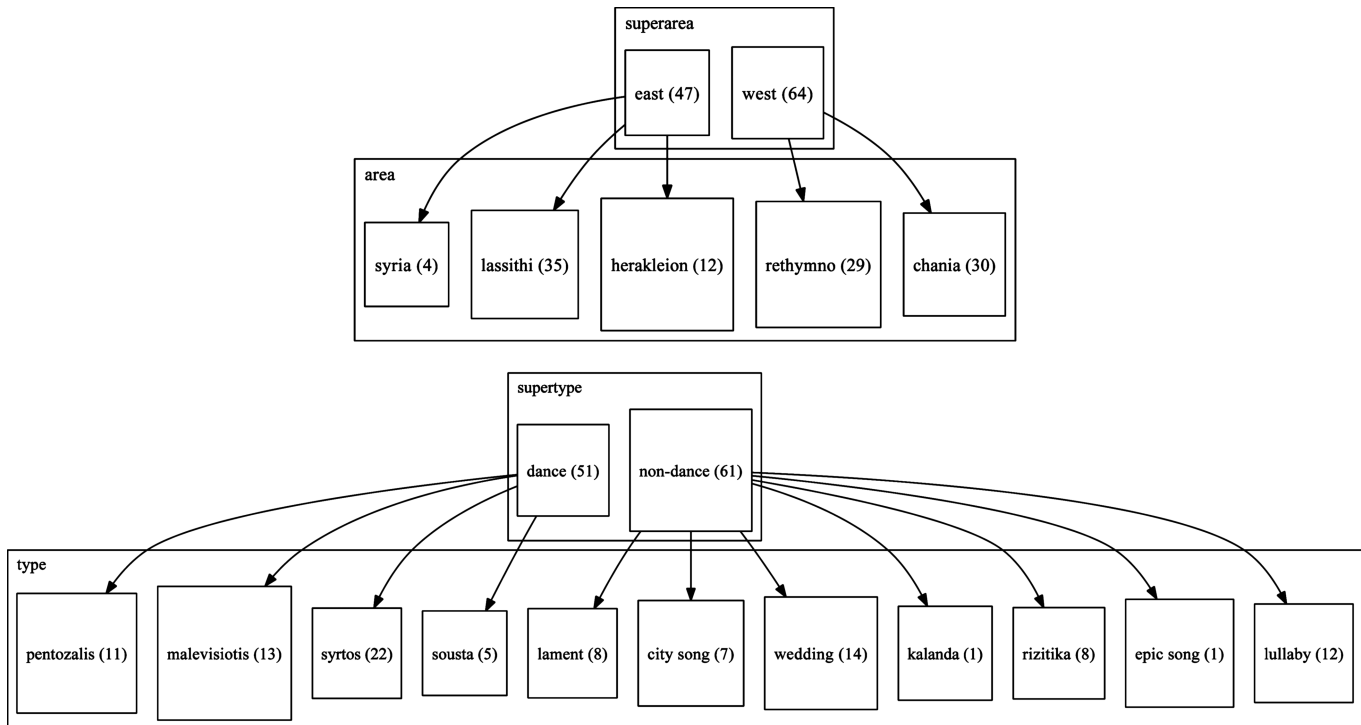 superarea
east (47)
west (64)
area
syria (4)
lassithi (35)
herakleion (12)
rethymno (29)
chania (30)
supertype
dance (51)
non-dance (61)
type
pentozalis (11)
malevisiotis (13)
syrtos (22)
sousta (5)
lament (8)
city song (7)
wedding (14)
kalanda (1)
rizitika (8)
epic song (1)
lullaby (12)